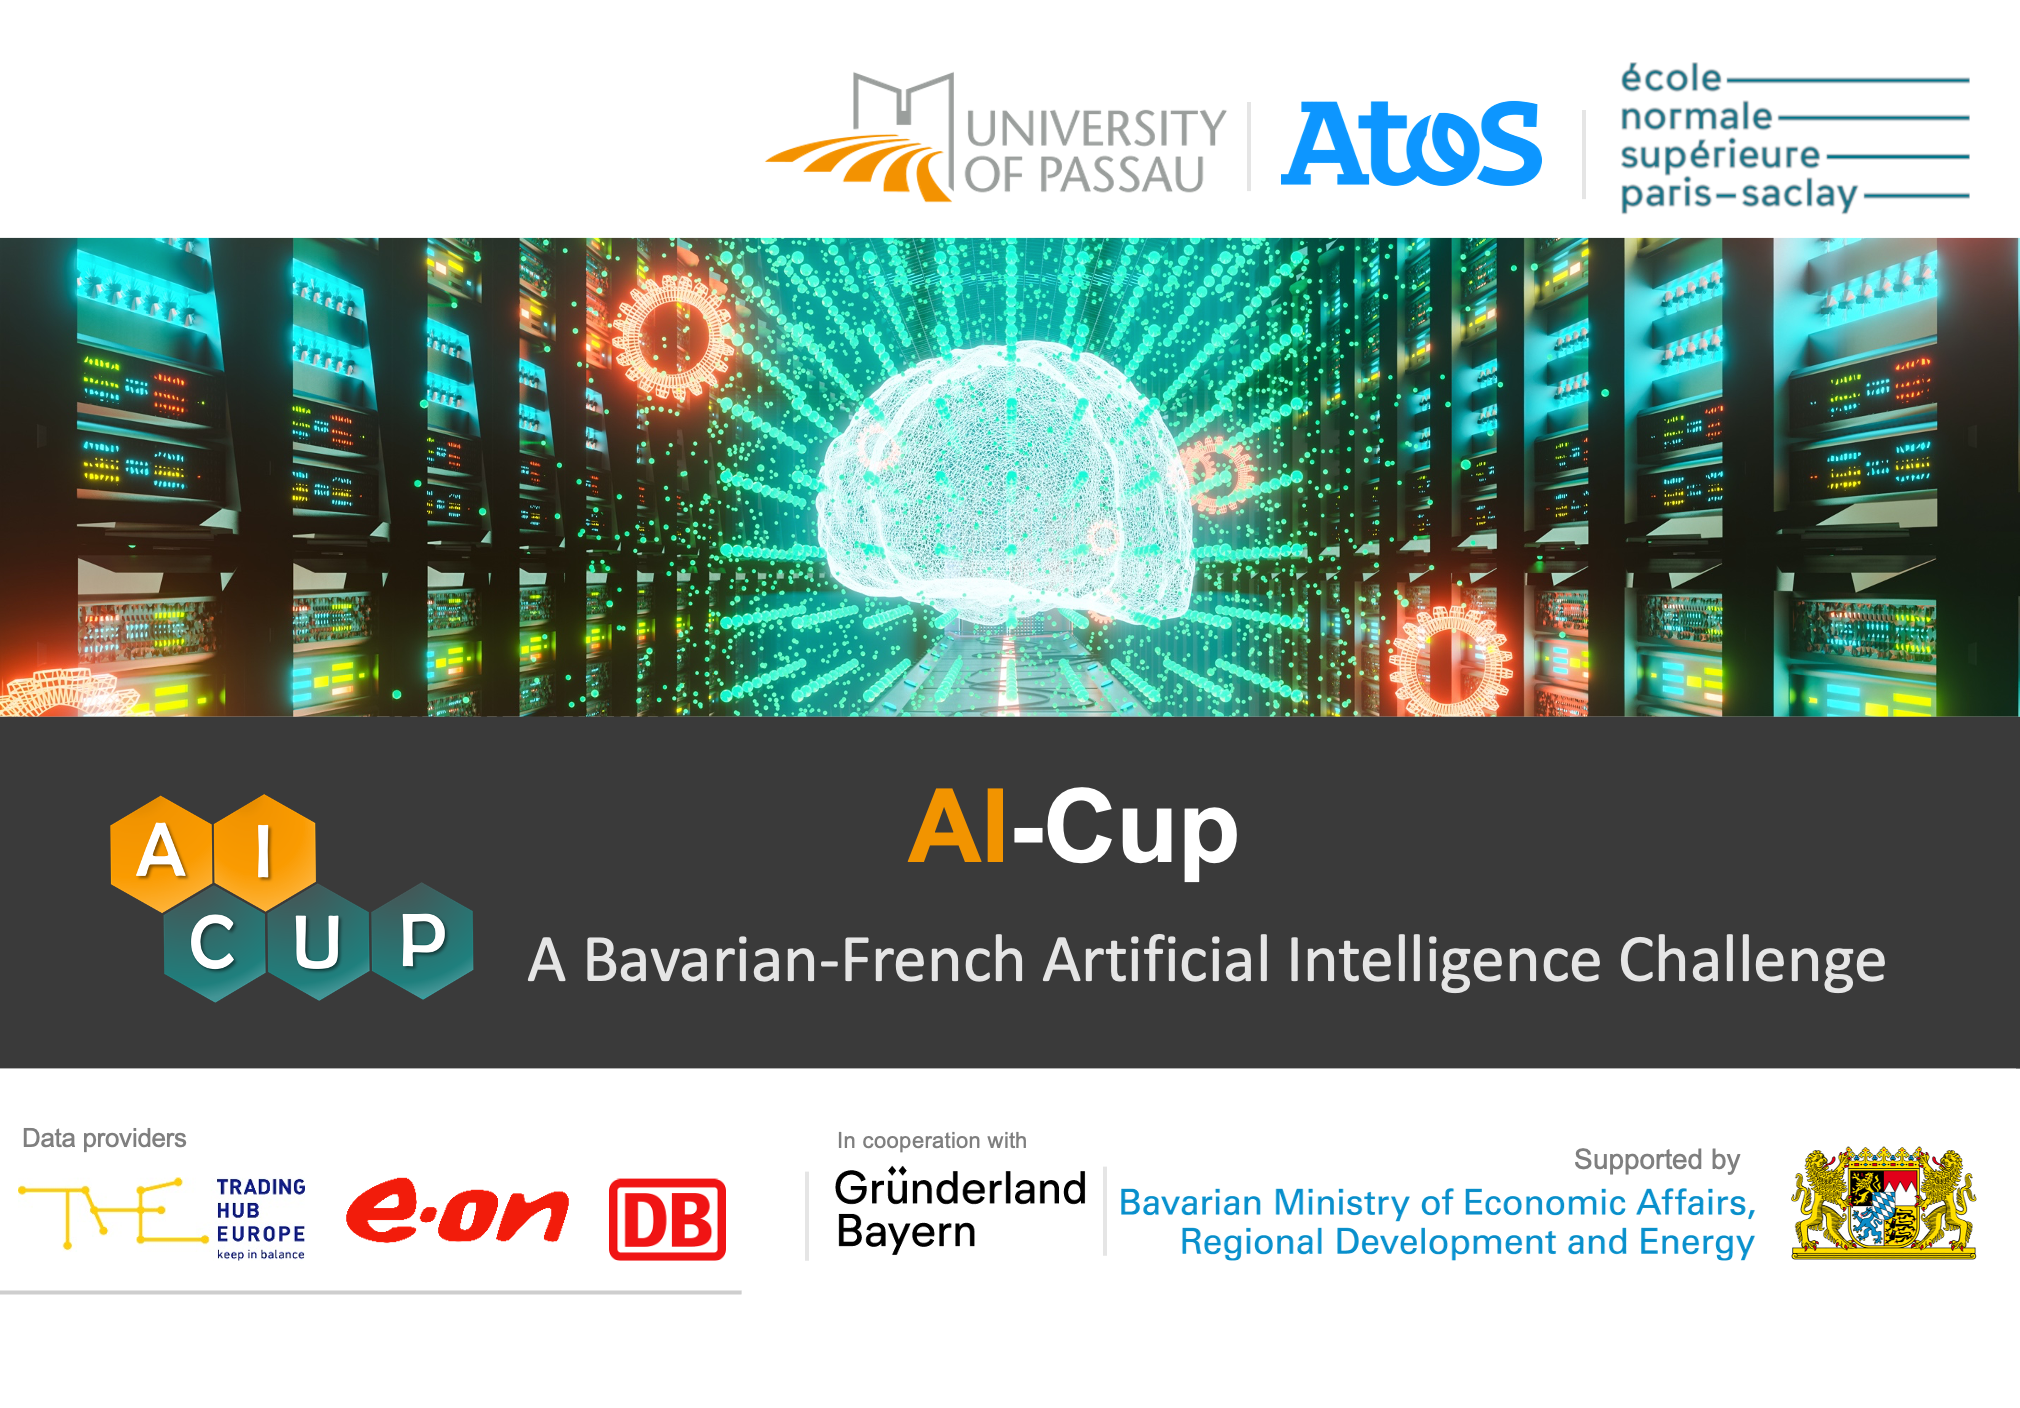 UNIVERSITY
OF PASSAU
Atos
école
normale
supérieure
paris-saclay
A I
C U P
AI-Cup
A Bavarian-French Artificial Intelligence Challenge
Data providers
THE
TRADING
HUB
EUROPE
keep in balance
e·on
DB
In cooperation with
Gründerland
Bayern
Supported by
Bavarian Ministry of Economic Affairs,
Regional Development and Energy